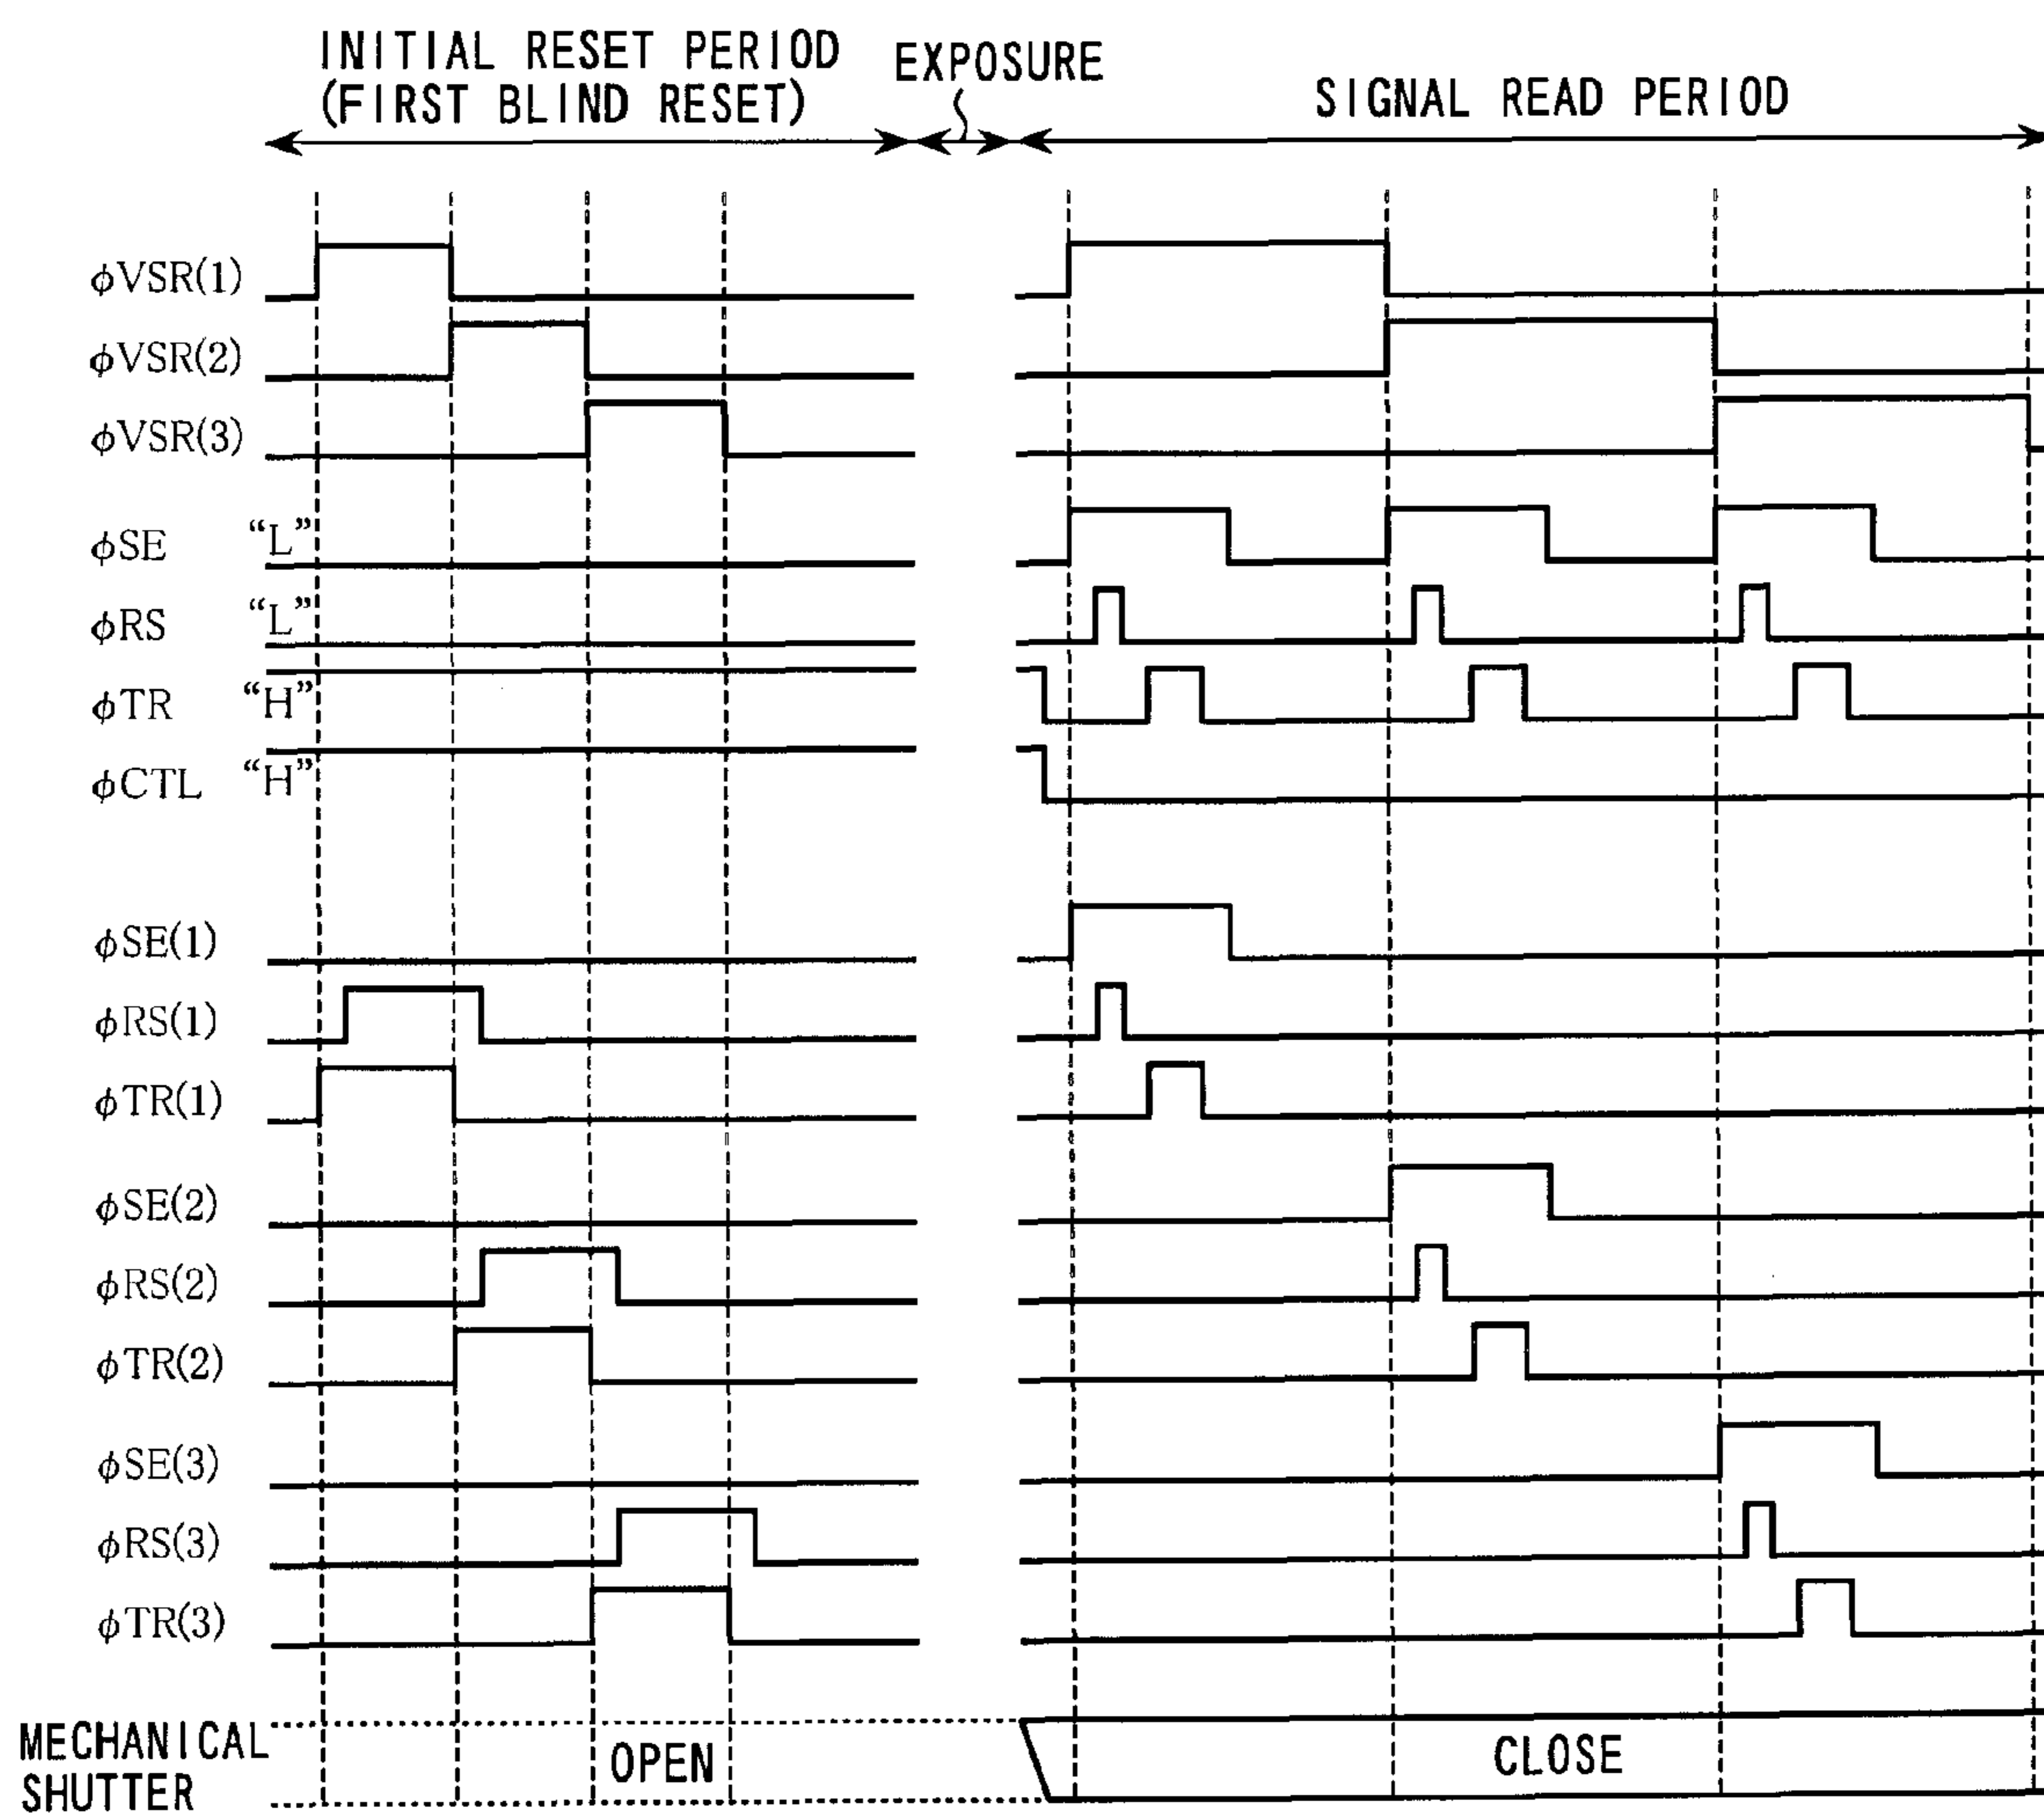 INITIAL RESET PERIOD
(FIRST BLIND RESET)
EXPOSURE
SIGNAL READ PERIOD
ϕVSR(1)
ϕVSR(2)
ϕVSR(3)
ϕSE "L"
ϕRS "L"
ϕTR "H"
ϕCTL "H"
ϕSE(1)
ϕRS(1)
ϕTR(1)
ϕSE(2)
ϕRS(2)
ϕTR(2)
ϕSE(3)
ϕRS(3)
ϕTR(3)
MECHANICAL
SHUTTER
OPEN
CLOSE